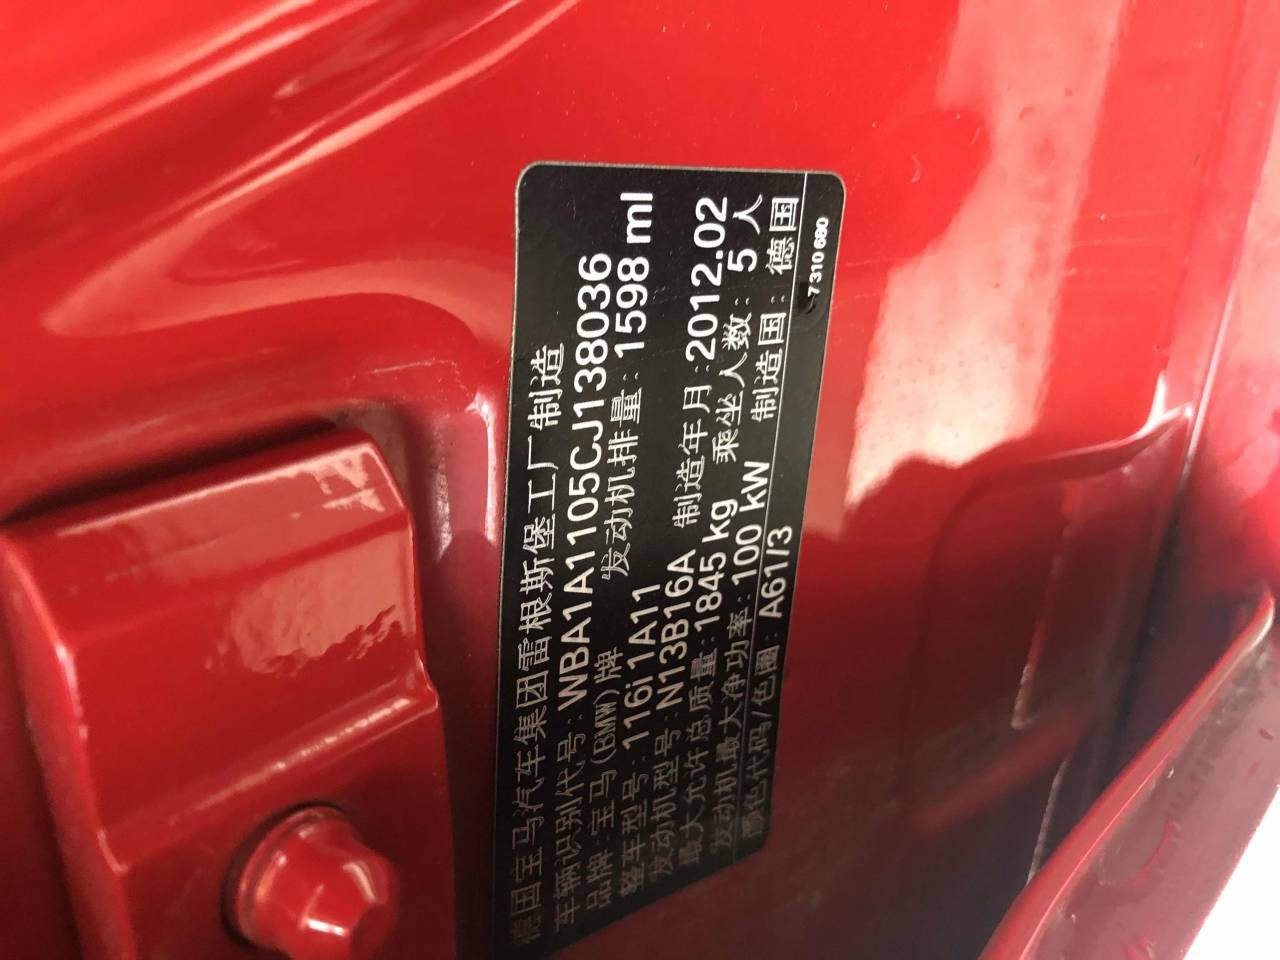 德国宝马汽车集团雷根斯堡工厂制造
车辆识别代号: WBA1A1105CJ138036
品牌: 宝马(BMW)牌 发动机排量: 1598 ml
整车型号: 116i 1A11
发动机型号: N13B16A 制造年月: 2012.02
最大允许总质量: 1845 kg 乘坐人数: 5 人
发动机最大净功率: 100 kW 制造国: 德国
颜色代码/色圈: A61/3
7 310 680